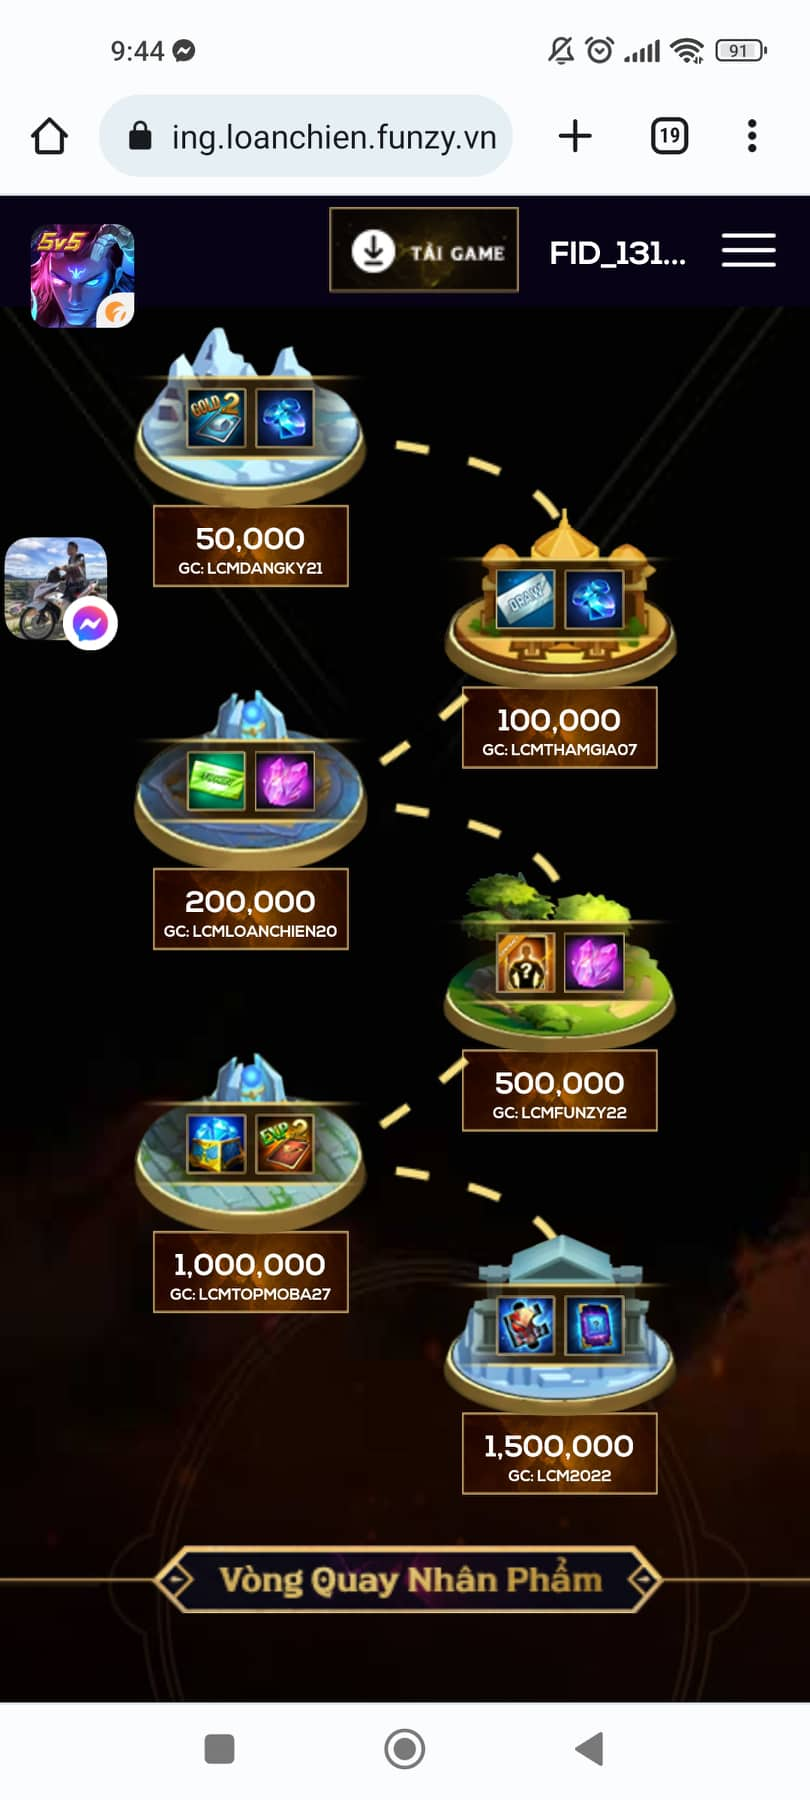 9:44
91
ing.loanchien.funzy.vn
19
5v5
TẢI GAME
FID_131...
GOLD 2
50,000
GC: LCMDANGKY21
DRAW
100,000
GC: LCMTHAMGIA07
200,000
GC: LCMLOANCHIEN20
?
500,000
GC: LCMFUNZY22
EXP 2
1,000,000
GC: LCMTOPMOBA27
?
1,500,000
GC: LCM2022
Vòng Quay Nhân Phẩm